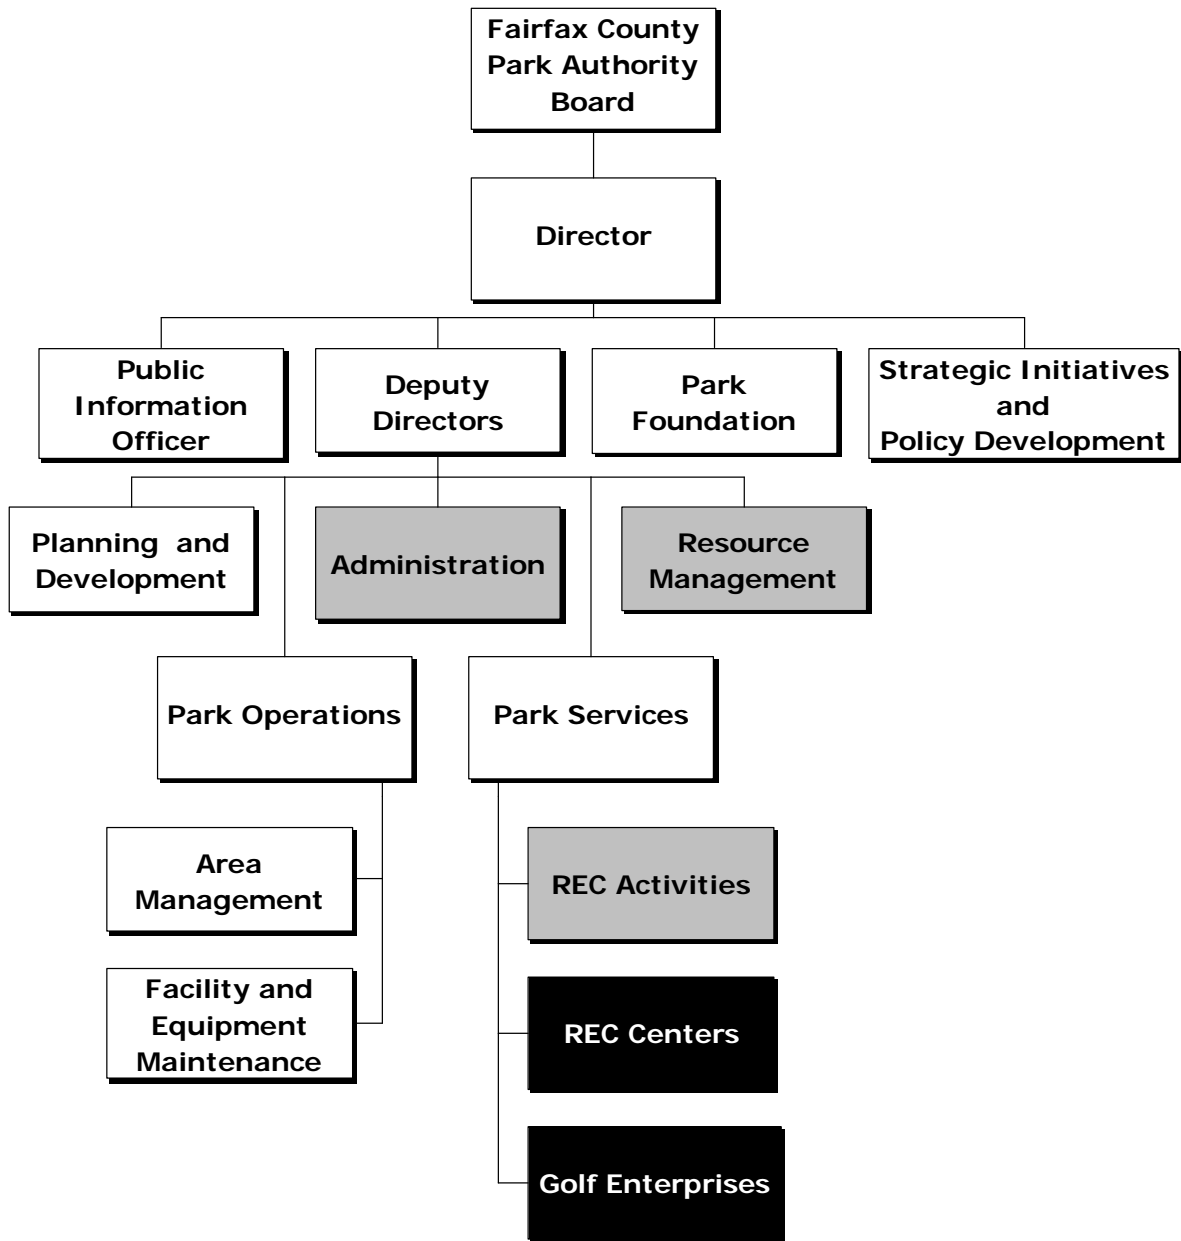 Fairfax County
Park Authority
Board
Director
Public
Information
Officer
Deputy
Directors
Park
Foundation
Strategic Initiatives
and
Policy Development
Planning and
Development
Administration
Resource
Management
Park Operations
Park Services
Area
Management
Facility and
Equipment
Maintenance
REC Activities
REC Centers
Golf Enterprises